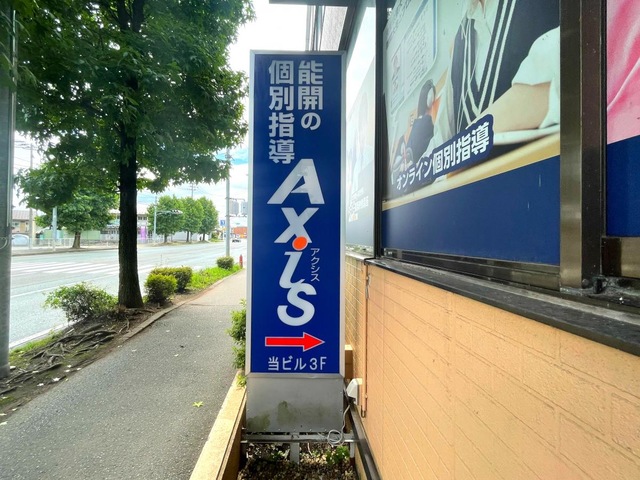 能開の
個別指導
AXiS
アクシス
当ビル3F
オンライン個別指導